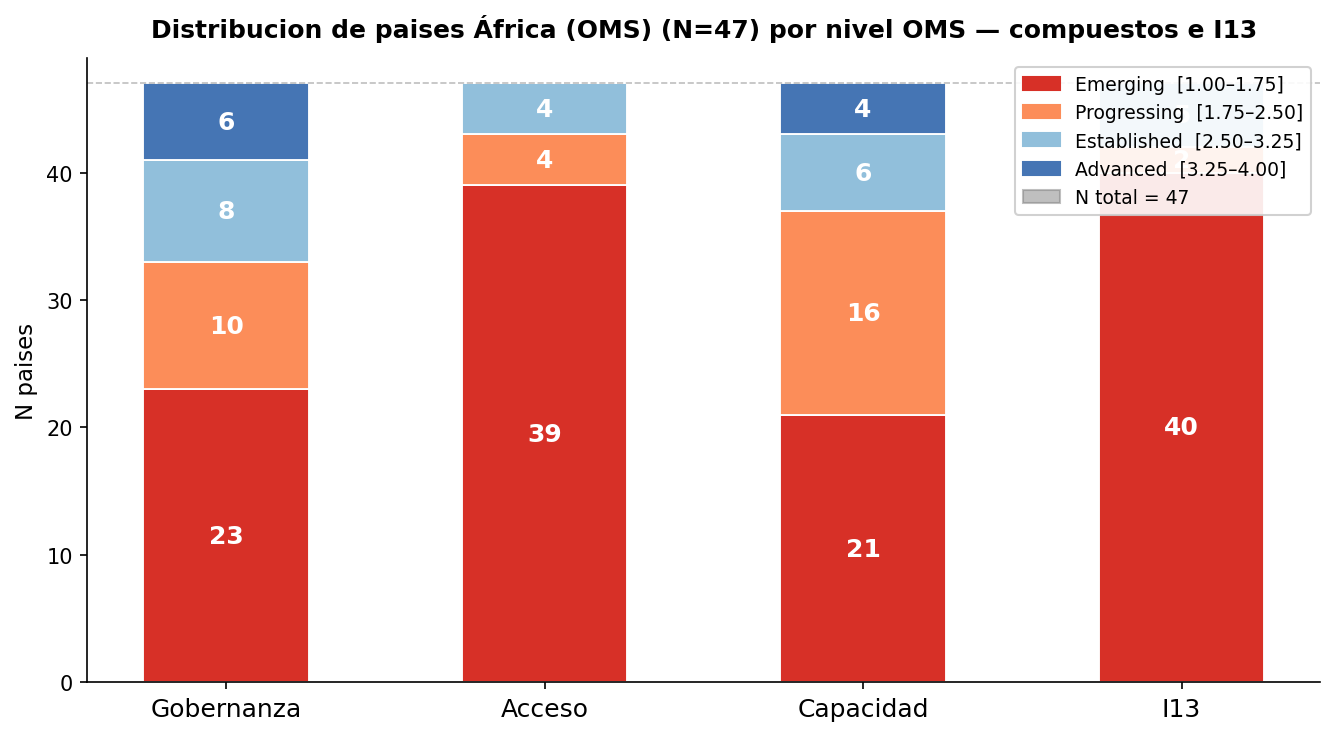 Distribucion de paises África (OMS) (N=47) por nivel OMS — compuestos e I13
Emerging [1.00–1.75]
Progressing [1.75–2.50]
Established [2.50–3.25]
Advanced [3.25–4.00]
N total = 47
N paises
40
30
20
10
0
6
8
10
23
4
4
39
4
6
16
21
40
Gobernanza
Acceso
Capacidad
I13